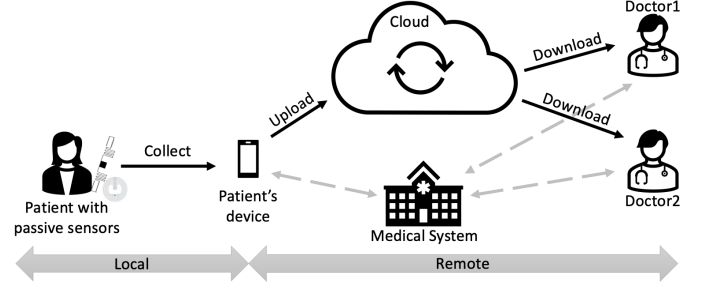 Cloud
Doctor1
Download
Upload
Download
Collect
Patient with
passive sensors
Patient's
device
Medical System
Doctor2
Local
Remote